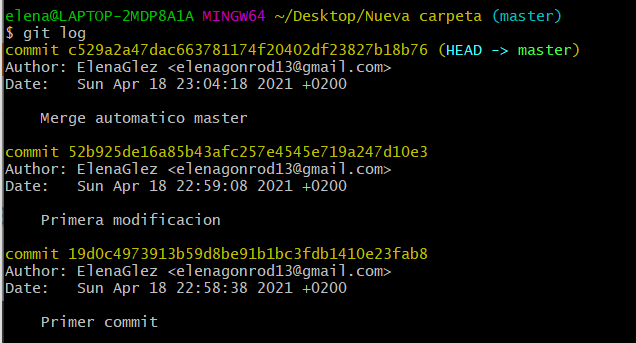 elena@LAPTOP-2MDP8A1A MINGW64 ~/Desktop/Nueva carpeta (master)
$ git log
commit c529a2a47dac663781174f20402df23827b18b76 (HEAD -> master)
Author: ElenaGlez <elenagonrod13@gmail.com>
Date:   Sun Apr 18 23:04:18 2021 +0200
    Merge automatico master
commit 52b925de16a85b43afc257e4545e719a247d10e3
Author: ElenaGlez <elenagonrod13@gmail.com>
Date:   Sun Apr 18 22:59:08 2021 +0200
    Primera modificacion
commit 19d0c4973913b59d8be91b1bc3fdb1410e23fab8
Author: ElenaGlez <elenagonrod13@gmail.com>
Date:   Sun Apr 18 22:58:38 2021 +0200
    Primer commit